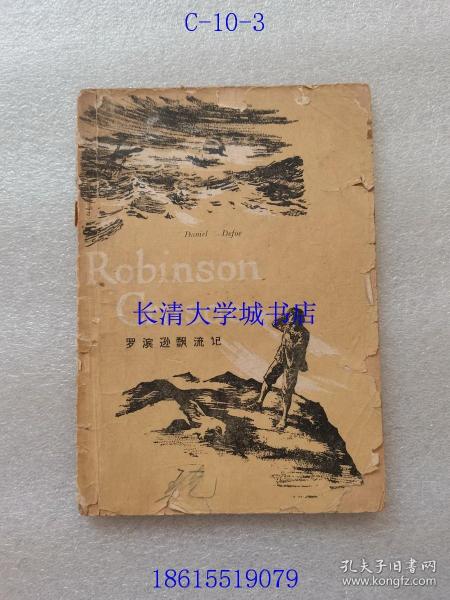 C-10-3
Daniel Defoe
Robinson
C
长清大学城书店
罗滨逊飘流记
18615519079
孔夫子旧书网
www.kongfz.com